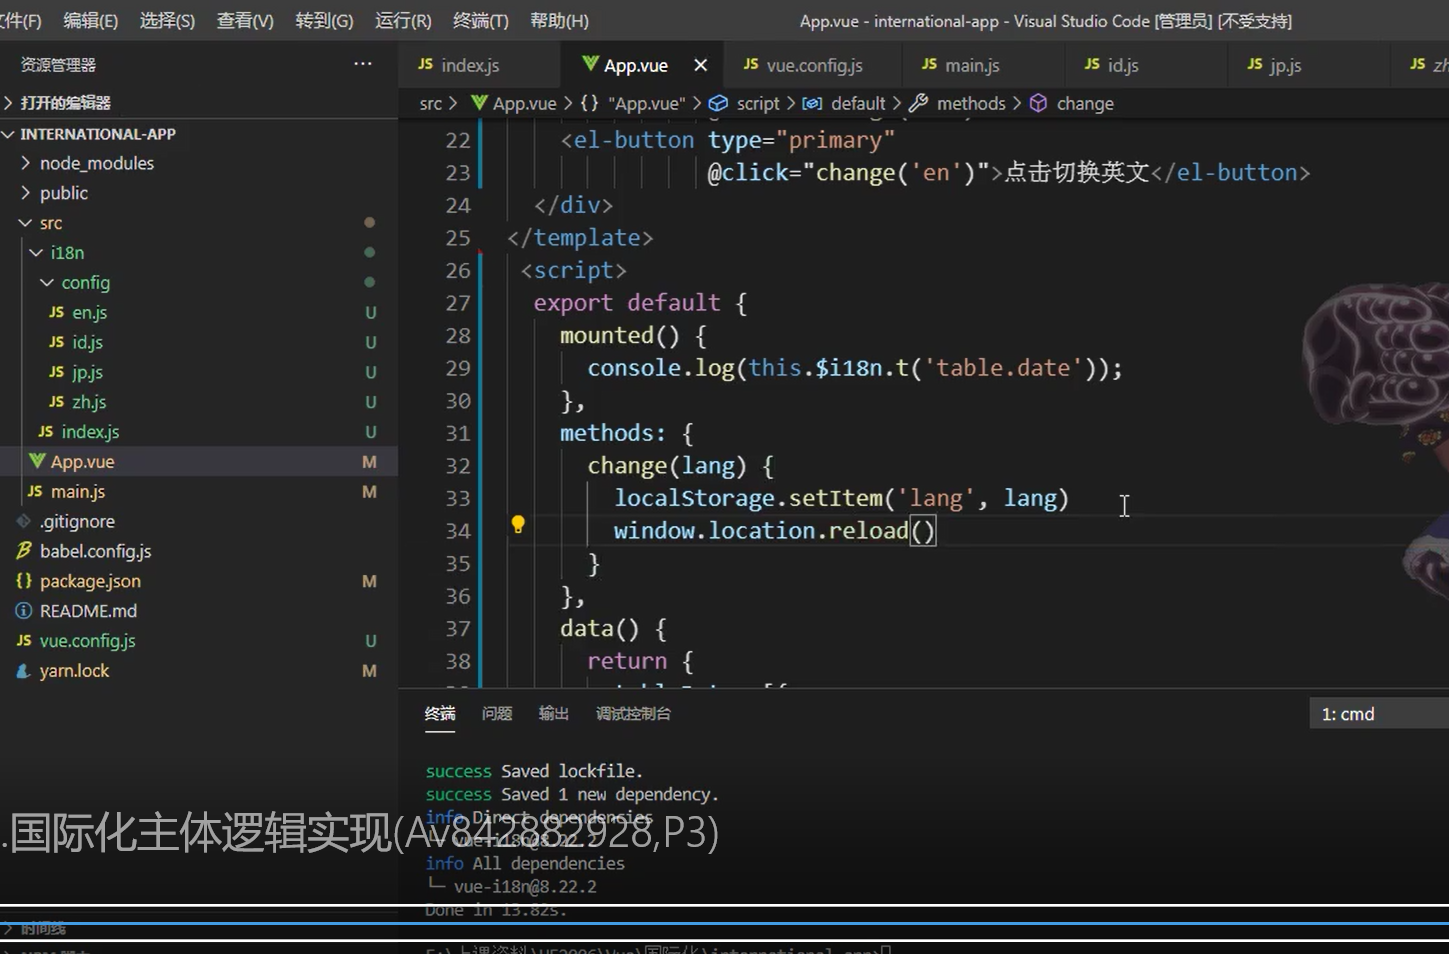 文件(F) 编辑(E) 选择(S) 查看(V) 转到(G) 运行(R) 终端(T) 帮助(H) App.vue - international-app - Visual Studio Code [管理员] [不受支持]
资源管理器 ...
JS index.js App.vue × JS vue.config.js JS main.js JS id.js JS jp.js JS
打开的编辑器
src > App.vue > {} "App.vue" > script > default > methods > change
INTERNATIONAL-APP
node_modules
public
src
i18n
config
JS en.js U
JS id.js U
JS jp.js U
JS zh.js U
JS index.js U
App.vue M
JS main.js M
.gitignore
babel.config.js
{} package.json M
README.md
JS vue.config.js U
yarn.lock M
时间线
22 <el-button type="primary"
23 @click="change('en')">点击切换英文</el-button>
24 </div>
25 </template>
26 <script>
27 export default {
28 mounted() {
29 console.log(this.$i18n.t('table.date'));
30 },
31 methods: {
32 change(lang) {
33 localStorage.setItem('lang', lang)
34 window.location.reload()
35 }
36 },
37 data() {
38 return {
终端 问题 输出 调试控制台 1: cmd
success Saved lockfile.
success Saved 1 new dependency.
info Direct dependencies
└─ vue-i18n@8.22.2
info All dependencies
└─ vue-i18n@8.22.2
Done in 13.82s.
.国际化主体逻辑实现(Av842882928,P3)